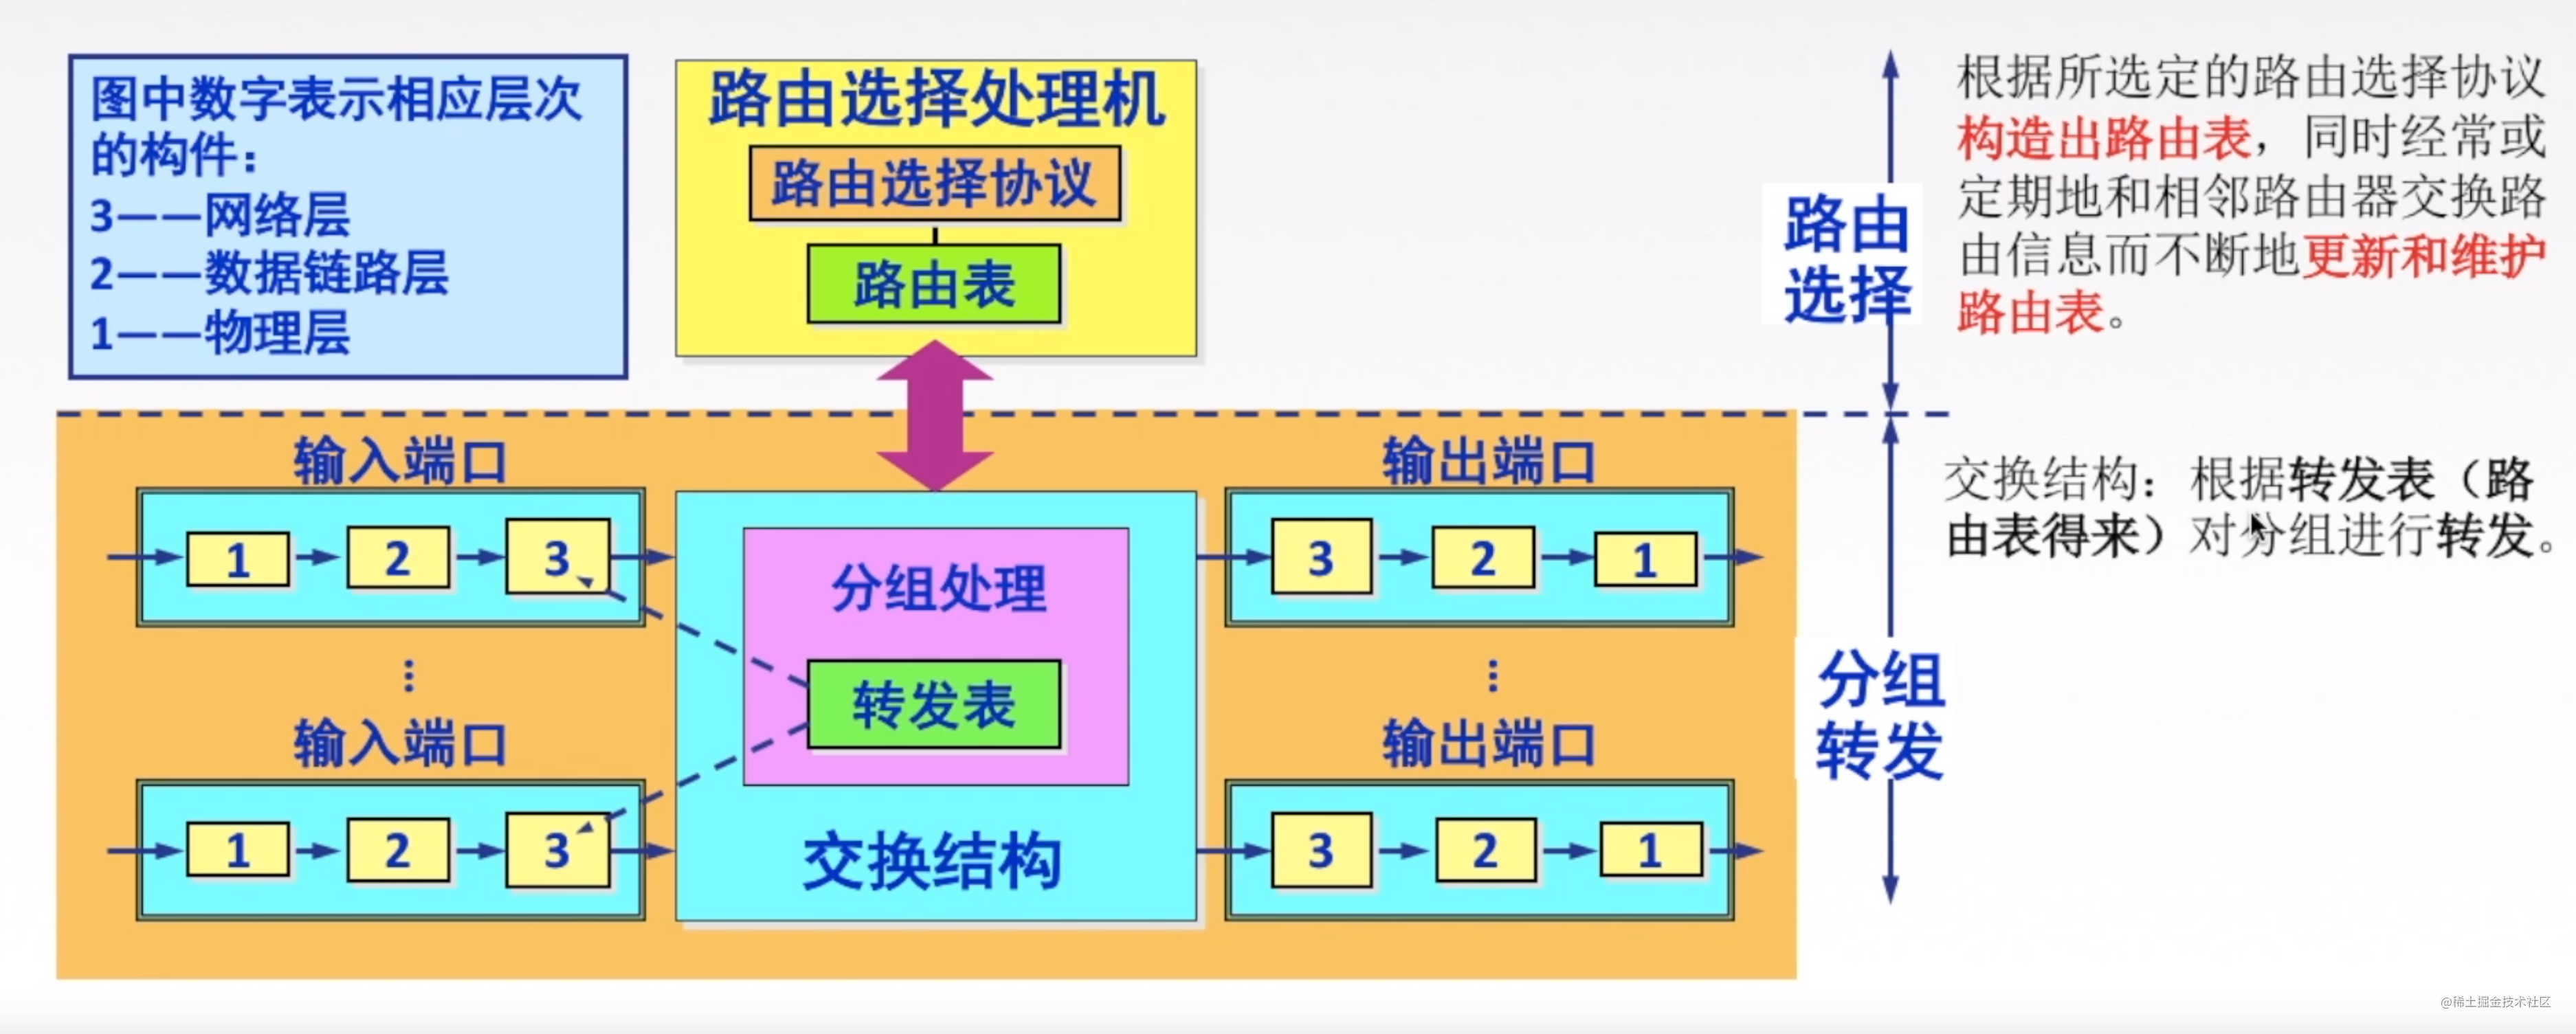 图中数字表示相应层次
的构件：
3——网络层
2——数据链路层
1——物理层
路由选择处理机
路由选择协议
路由表
路由
选择
根据所选定的路由选择协议
构造出路由表，同时经常或
定期地和相邻路由器交换路
由信息而不断地更新和维护
路由表。
输入端口
1
2
3
⋮
输入端口
1
2
3
分组处理
转发表
交换结构
输出端口
3
2
1
⋮
输出端口
3
2
1
分组
转发
交换结构：根据转发表（路
由表得来）对分组进行转发。
@稀土掘金技术社区